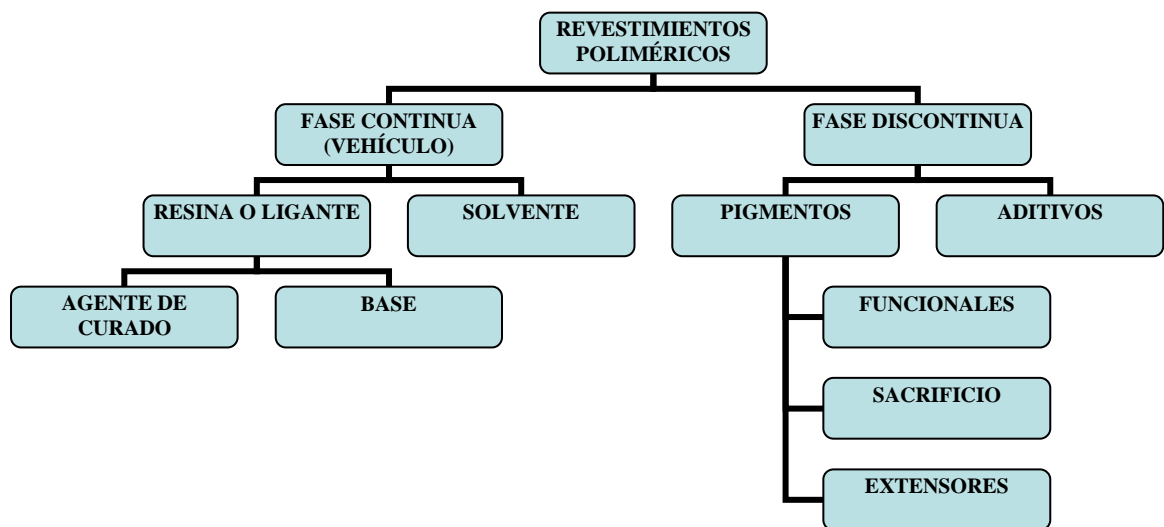 REVESTIMIENTOS
POLIMÉRICOS
FASE CONTINUA
(VEHÍCULO)
FASE DISCONTINUA
RESINA O LIGANTE
SOLVENTE
PIGMENTOS
ADITIVOS
AGENTE DE
CURADO
BASE
FUNCIONALES
SACRIFICIO
EXTENSORES